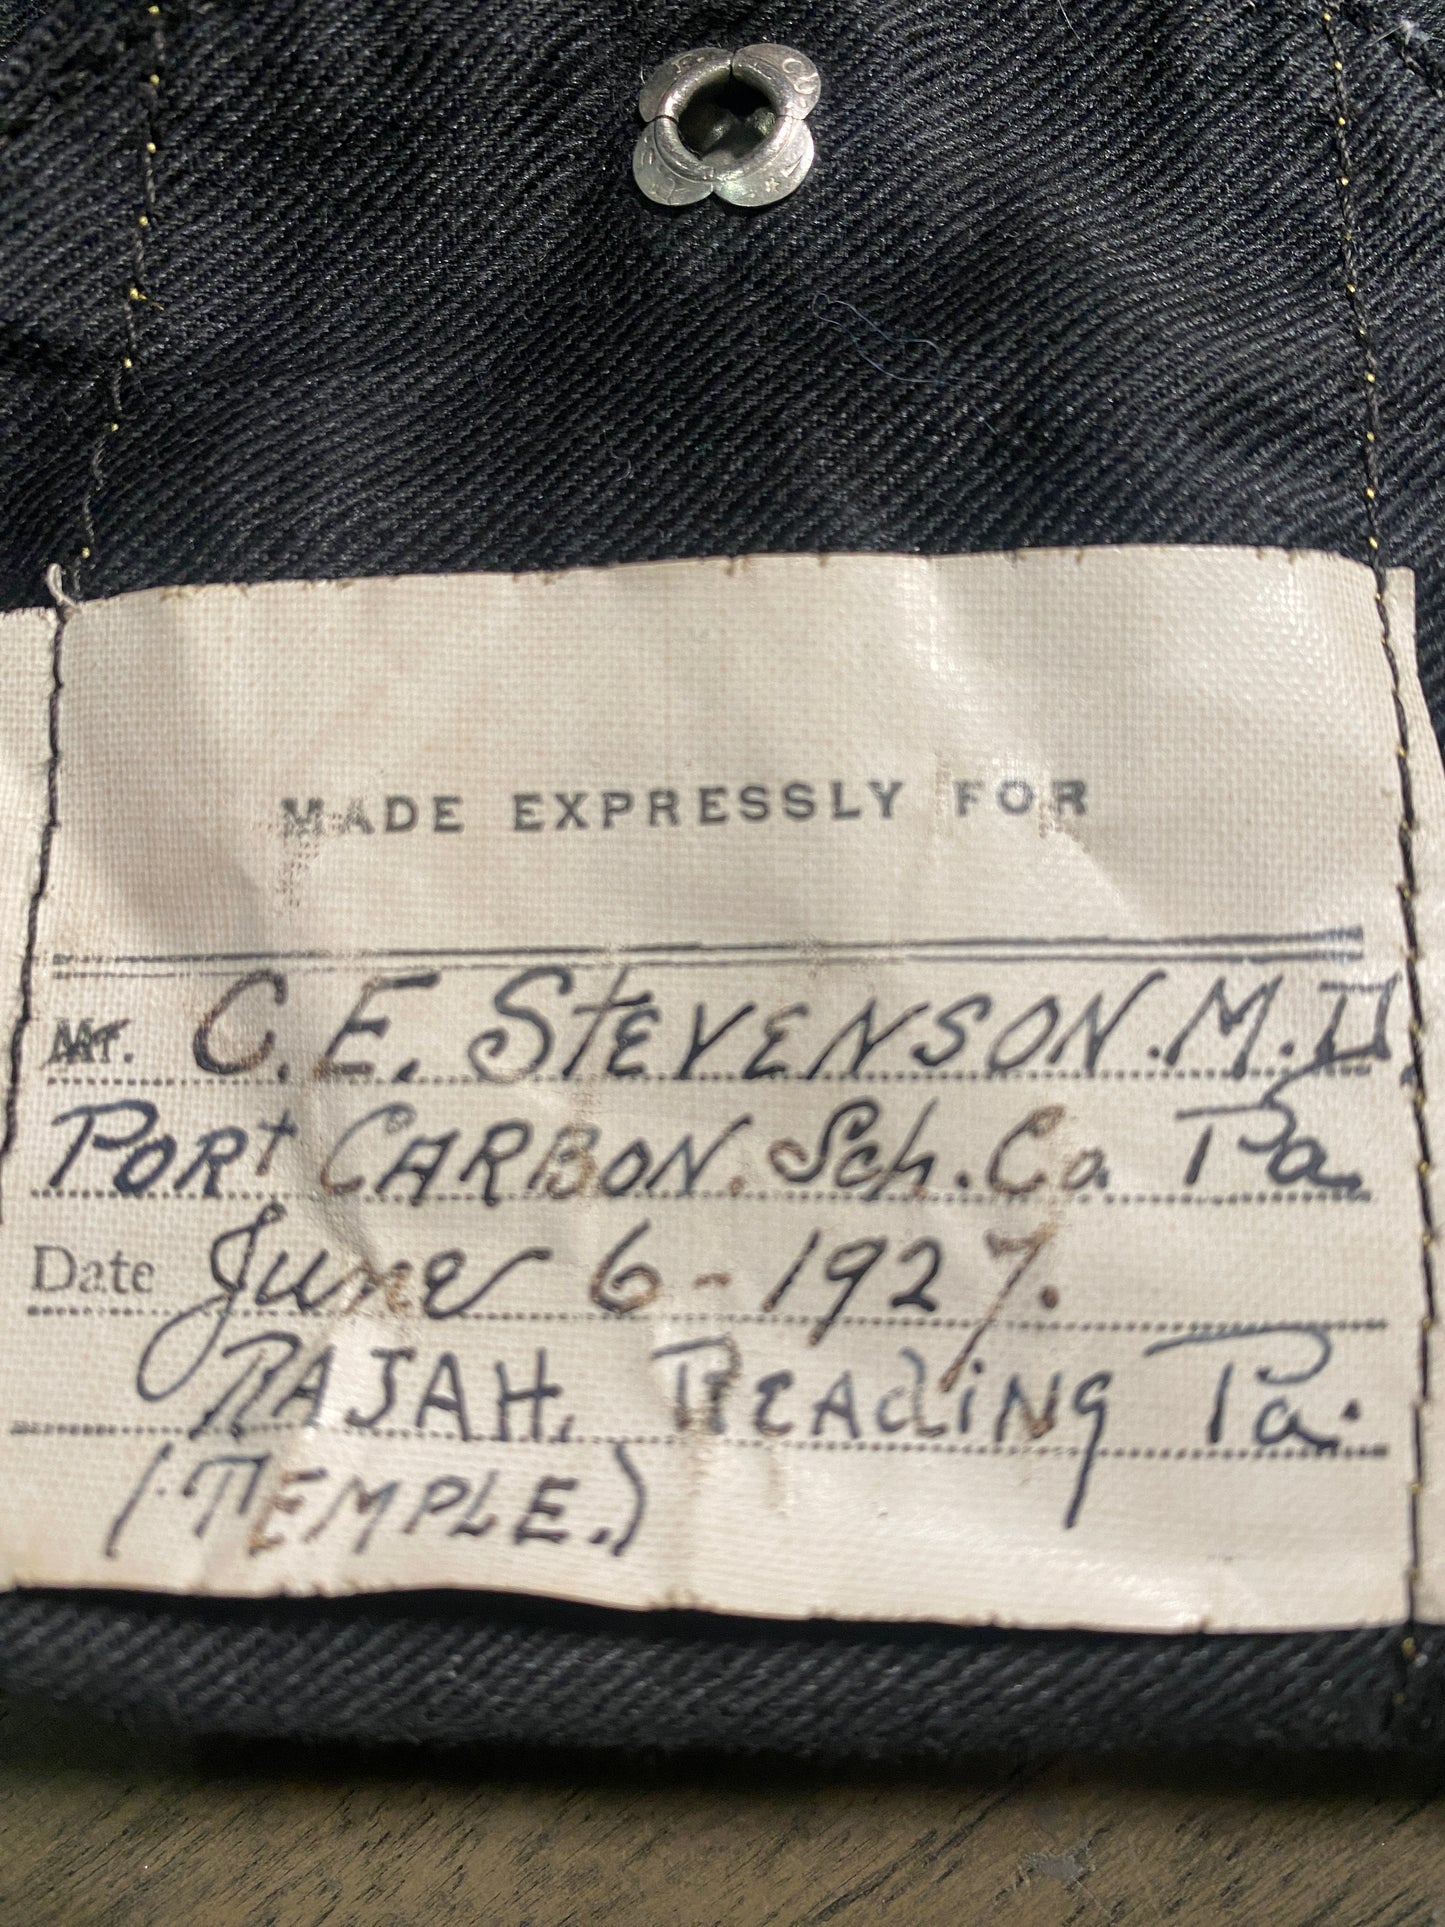 MADE EXPRESSLY FOR
Mr. C. E. STEVENSON. M. D.
PORT CARBON. Sch. Co. Pa.
Date June 6 - 1927.
RAJAH, READING Pa.
(TEMPLE.)